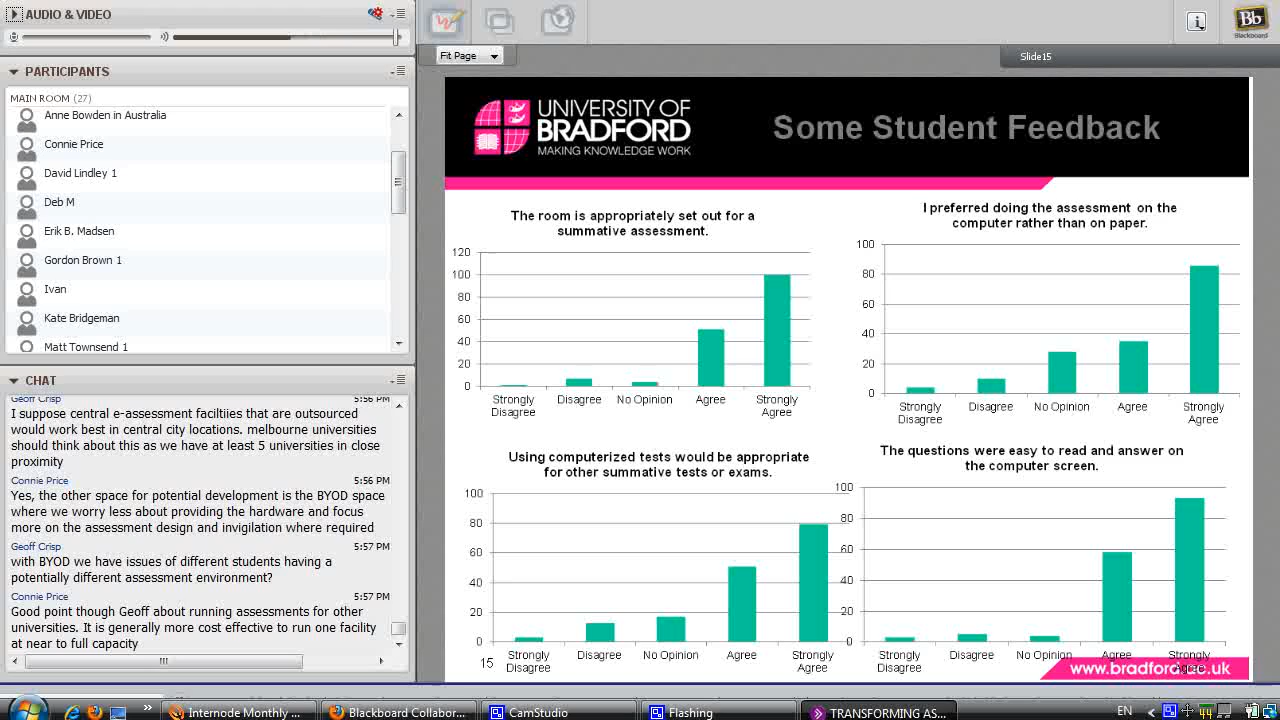 AUDIO & VIDEO
PARTICIPANTS
MAIN ROOM (27)
Anne Bowden in Australia
Connie Price
David Lindley 1
Deb M
Erik B. Madsen
Gordon Brown 1
Ivan
Kate Bridgeman
Matt Townsend 1
CHAT
Geoff Crisp 5:56 PM
I suppose central e-assessment faciltiies that are outsourced
would work best in central city locations. melbourne universities
should think about this as we have at least 5 universities in close
proximity
Connie Price 5:56 PM
Yes, the other space for potential development is the BYOD space
where we worry less about providing the hardware and focus
more on the assessment design and invigilation where required
Geoff Crisp 5:57 PM
with BYOD we have issues of different students having a
potentially different assessment environment?
Connie Price 5:57 PM
Good point though Geoff about running assessments for other
universities. It is generally more cost effective to run one facility
at near to full capacity
Bb
Blackboard
Fit Page
Slide15
UNIVERSITY OF
BRADFORD
MAKING KNOWLEDGE WORK
Some Student Feedback
The room is appropriately set out for a
summative assessment.
120
100
80
60
40
20
0
Strongly Disagree
Disagree
No Opinion
Agree
Strongly Agree
I preferred doing the assessment on the
computer rather than on paper.
100
80
60
40
20
0
Strongly Disagree
Disagree
No Opinion
Agree
Strongly Agree
Using computerized tests would be appropriate
for other summative tests or exams.
100
80
60
40
20
0
Strongly Disagree
Disagree
No Opinion
Agree
Strongly Agree
The questions were easy to read and answer on
the computer screen.
100
80
60
40
20
0
Strongly Disagree
Disagree
No Opinion
Agree
Strongly Agree
15
www.bradford.ac.uk
Internode Monthly ...
Blackboard Collabor...
CamStudio
Flashing
TRANSFORMING AS...
EN